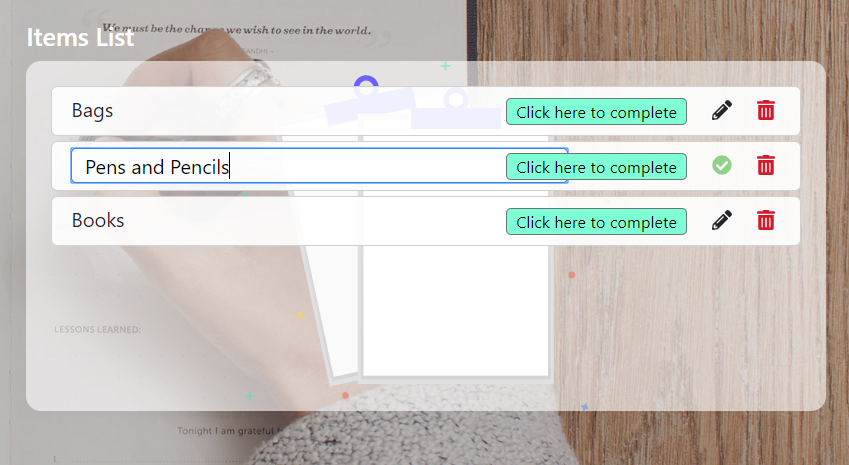 We must be the change we wish to see in the world.
Items List
Bags
Click here to complete
Pens and Pencils
Click here to complete
Books
Click here to complete
LESSONS LEARNED:
Tonight I am grateful